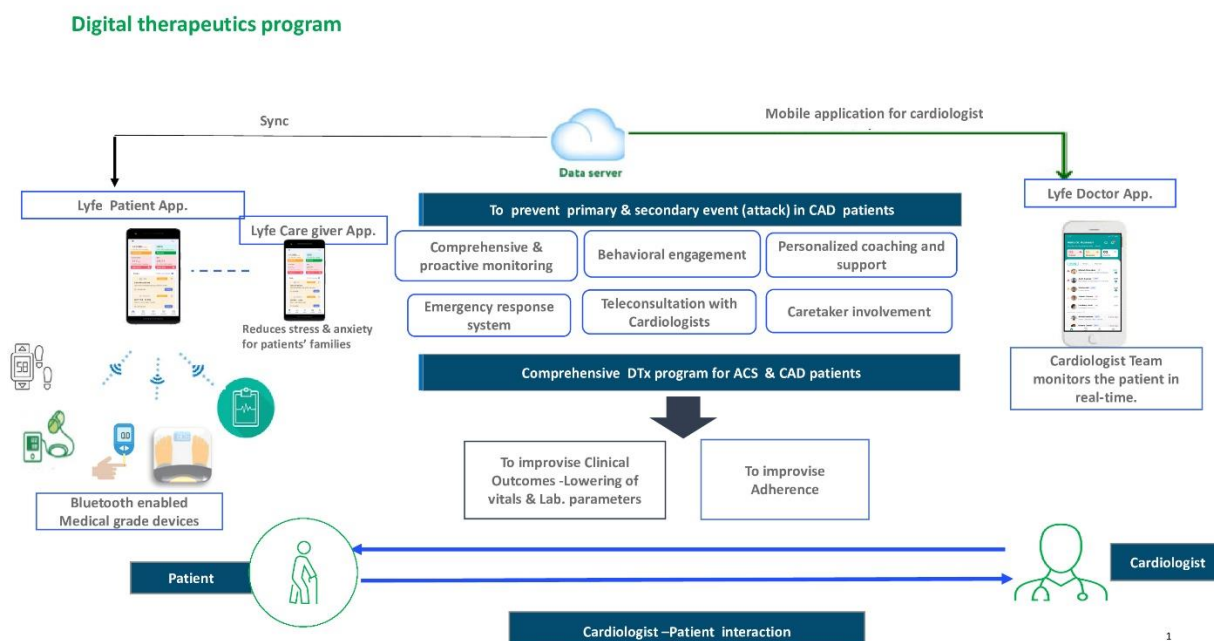 Digital therapeutics program
Sync
Mobile application for cardiologist
Data server
Lyfe Patient App.
Lyfe Care giver App.
Reduces stress & anxiety
for patients' families
To prevent primary & secondary event (attack) in CAD patients
Comprehensive &
proactive monitoring
Behavioral engagement
Personalized coaching and
support
Emergency response
system
Teleconsultation with
Cardiologists
Caretaker involvement
Comprehensive DTx program for ACS & CAD patients
Lyfe Doctor App.
Cardiologist Team
monitors the patient in
real-time.
58
0.0
Bluetooth enabled
Medical grade devices
To improvise Clinical
Outcomes -Lowering of
vitals & Lab. parameters
To improvise
Adherence
Patient
Cardiologist
Cardiologist –Patient interaction
1